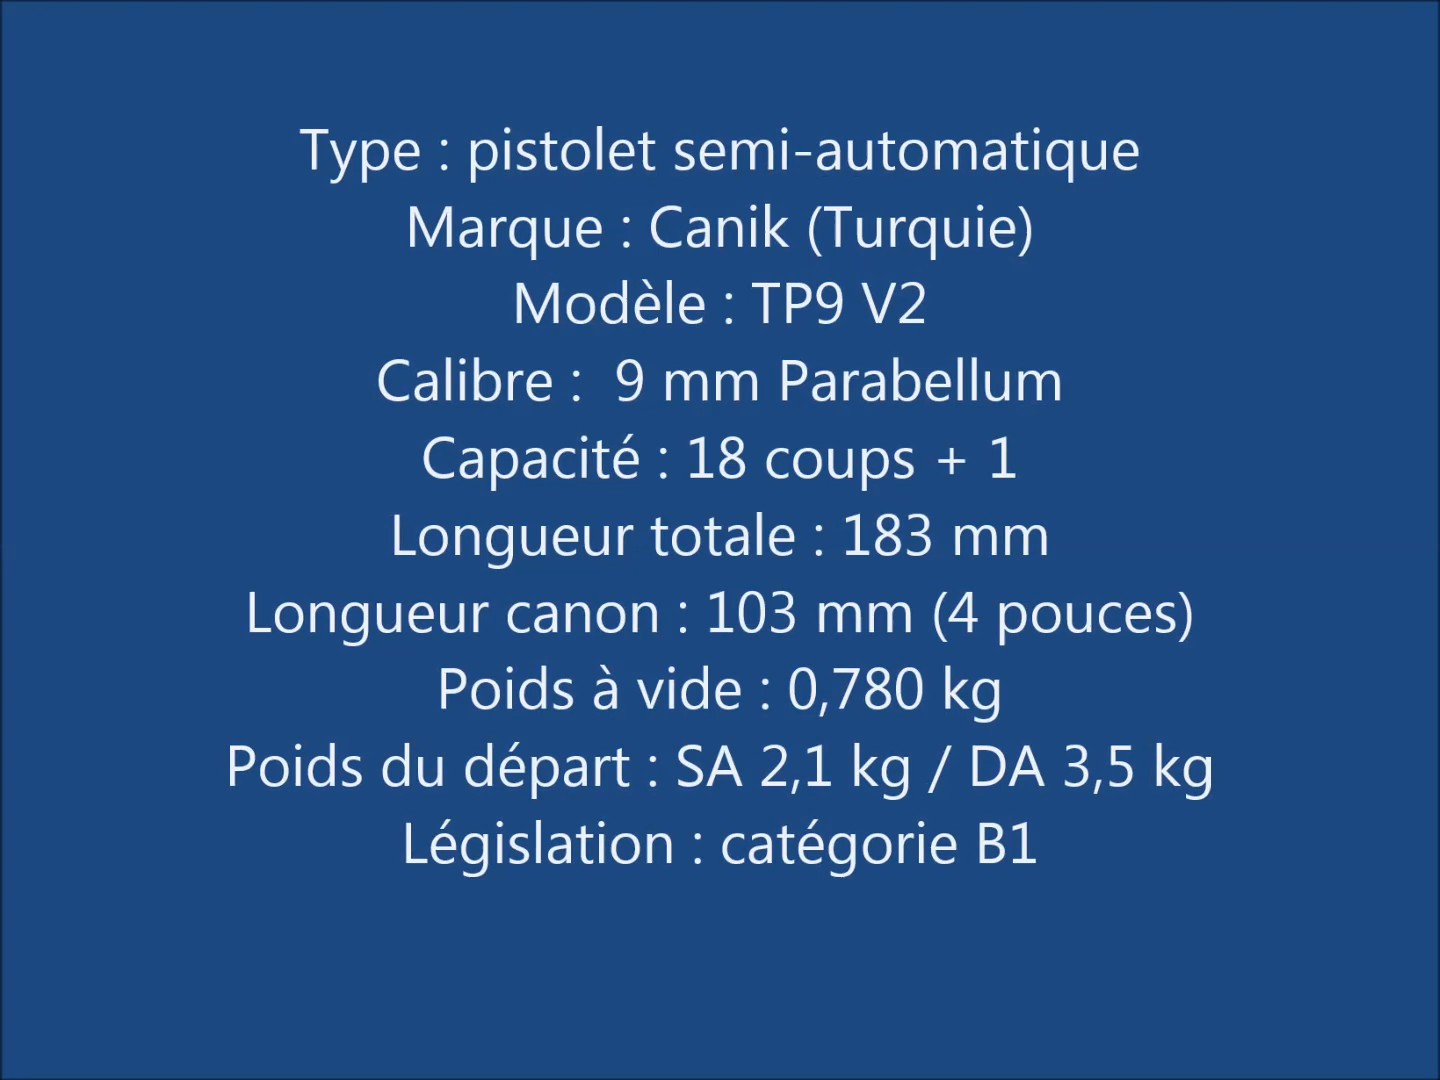 Type : pistolet semi-automatique
Marque : Canik (Turquie)
Modèle : TP9 V2
Calibre :  9 mm Parabellum
Capacité : 18 coups + 1
Longueur totale : 183 mm
Longueur canon : 103 mm (4 pouces)
Poids à vide : 0,780 kg
Poids du départ : SA 2,1 kg / DA 3,5 kg
Législation : catégorie B1